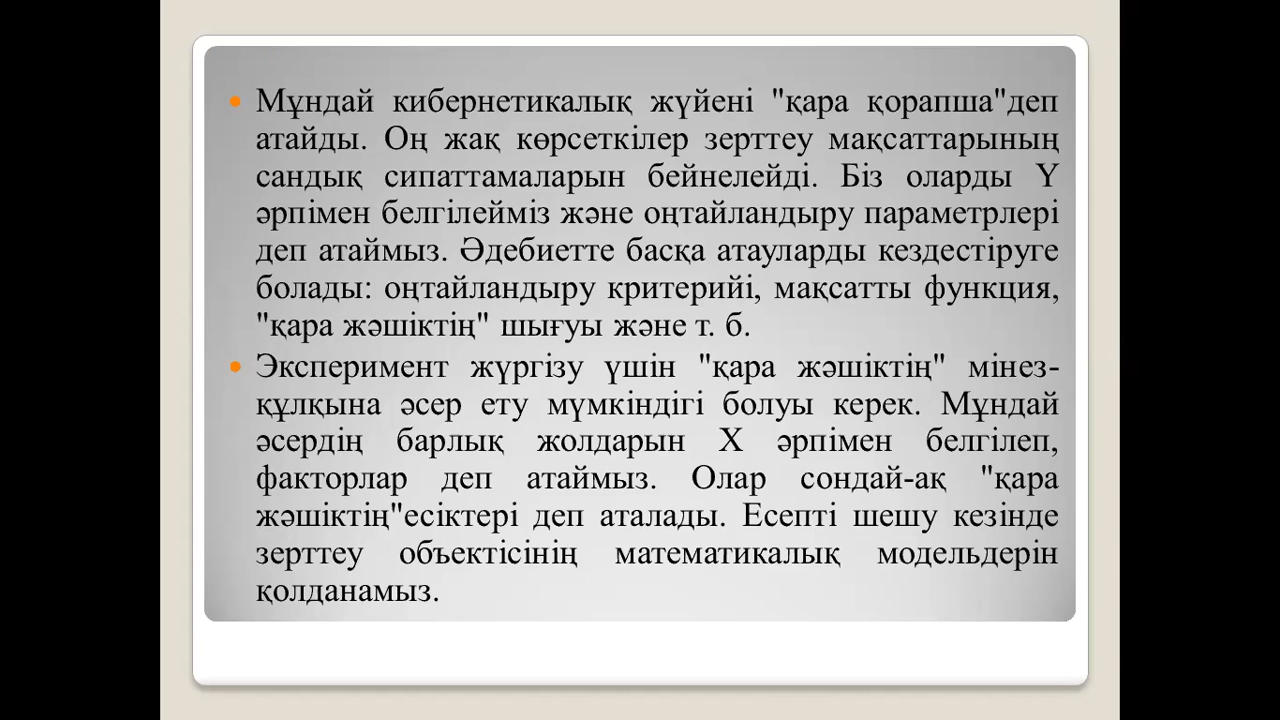 Мұндай кибернетикалық жүйені "қара қорапша"деп
атайды. Оң жақ көрсеткілер зерттеу мақсаттарының
сандық сипаттамаларын бейнелейді. Біз оларды Y
әрпімен белгілейміз және оңтайландыру параметрлері
деп атаймыз. Әдебиетте басқа атауларды кездестіруге
болады: оңтайландыру критерийі, мақсатты функция,
"қара жәшіктің" шығуы және т. б.
Эксперимент жүргізу үшін "қара жәшіктің" мінез-
құлқына әсер ету мүмкіндігі болуы керек. Мұндай
әсердің барлық жолдарын Х әрпімен белгілеп,
факторлар деп атаймыз. Олар сондай-ақ "қара
жәшіктің"есіктері деп аталады. Есепті шешу кезінде
зерттеу объектісінің математикалық модельдерін
қолданамыз.